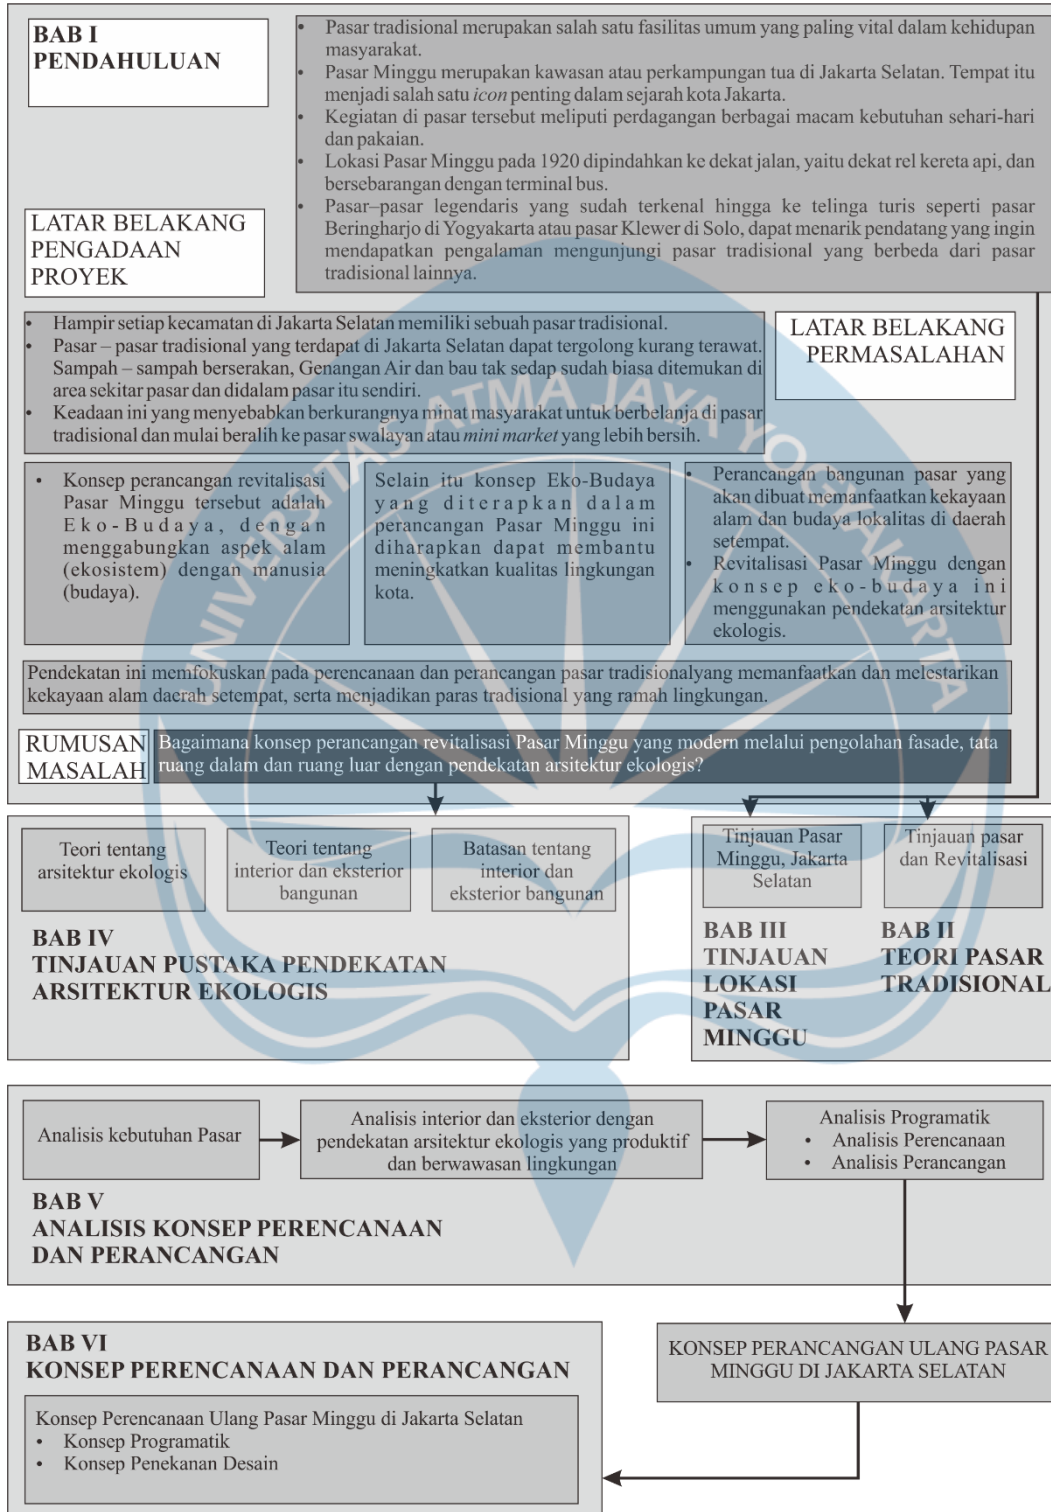 BAB I
PENDAHULUAN
• Pasar tradisional merupakan salah satu fasilitas umum yang paling vital dalam kehidupan
masyarakat.
• Pasar Minggu merupakan kawasan atau perkampungan tua di Jakarta Selatan. Tempat itu
menjadi salah satu icon penting dalam sejarah kota Jakarta.
• Kegiatan di pasar tersebut meliputi perdagangan berbagai macam kebutuhan sehari-hari
dan pakaian.
• Lokasi Pasar Minggu pada 1920 dipindahkan ke dekat jalan, yaitu dekat rel kereta api, dan
bersebarangan dengan terminal bus.
• Pasar–pasar legendaris yang sudah terkenal hingga ke telinga turis seperti pasar
Beringharjo di Yogyakarta atau pasar Klewer di Solo, dapat menarik pendatang yang ingin
mendapatkan pengalaman mengunjungi pasar tradisional yang berbeda dari pasar
tradisional lainnya.
LATAR BELAKANG
PENGADAAN
PROYEK
• Hampir setiap kecamatan di Jakarta Selatan memiliki sebuah pasar tradisional.
• Pasar – pasar tradisional yang terdapat di Jakarta Selatan dapat tergolong kurang terawat.
Sampah – sampah berserakan, Genangan Air dan bau tak sedap sudah biasa ditemukan di
area sekitar pasar dan didalam pasar itu sendiri.
• Keadaan ini yang menyebabkan berkurangnya minat masyarakat untuk berbelanja di pasar
tradisional dan mulai beralih ke pasar swalayan atau mini market yang lebih bersih.
LATAR BELAKANG
PERMASALAHAN
• Konsep perancangan revitalisasi
Pasar Minggu tersebut adalah
Eko-Budaya, dengan
menggabungkan aspek alam
(ekosistem) dengan manusia
(budaya).
Selain itu konsep Eko-Budaya
yang diterapkan dalam
perancangan Pasar Minggu ini
diharapkan dapat membantu
meningkatkan kualitas lingkungan
kota.
• Perancangan bangunan pasar yang
akan dibuat memanfaatkan kekayaan
alam dan budaya lokalitas di daerah
setempat.
• Revitalisasi Pasar Minggu dengan
konsep eko-budaya ini
menggunakan pendekatan arsitektur
ekologis.
Pendekatan ini memfokuskan pada perencanaan dan perancangan pasar tradisionalyang memanfaatkan dan melestarikan
kekayaan alam daerah setempat, serta menjadikan paras tradisional yang ramah lingkungan.
RUMUSAN
MASALAH
Bagaimana konsep perancangan revitalisasi Pasar Minggu yang modern melalui pengolahan fasade, tata
ruang dalam dan ruang luar dengan pendekatan arsitektur ekologis?
Teori tentang
arsitektur ekologis
Teori tentang
interior dan eksterior
bangunan
Batasan tentang
interior dan
eksterior bangunan
BAB IV
TINJAUAN PUSTAKA PENDEKATAN
ARSITEKTUR EKOLOGIS
Tinjauan Pasar
Minggu, Jakarta
Selatan
Tinjauan pasar
dan Revitalisasi
BAB III
TINJAUAN
LOKASI
PASAR
MINGGU
BAB II
TEORI PASAR
TRADISIONAL
Analisis kebutuhan Pasar
Analisis interior dan eksterior dengan
pendekatan arsitektur ekologis yang produktif
dan berwawasan lingkungan
Analisis Programatik
• Analisis Perencanaan
• Analisis Perancangan
BAB V
ANALISIS KONSEP PERENCANAAN
DAN PERANCANGAN
KONSEP PERANCANGAN ULANG PASAR
MINGGU DI JAKARTA SELATAN
BAB VI
KONSEP PERENCANAAN DAN PERANCANGAN
Konsep Perencanaan Ulang Pasar Minggu di Jakarta Selatan
• Konsep Programatik
• Konsep Penekanan Desain
UNIVERSITAS ATMA JAYA YOGYAKARTA